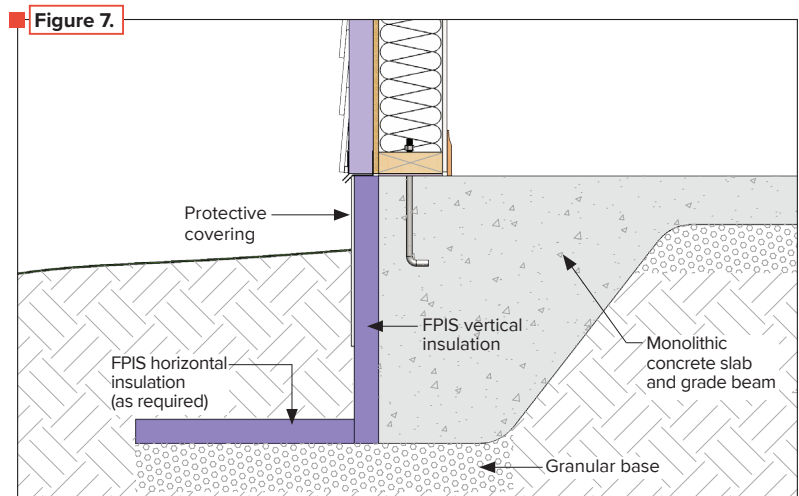 Figure 7.
Protective
covering
FPIS vertical
insulation
FPIS horizontal
insulation
(as required)
Monolithic
concrete slab
and grade beam
Granular base